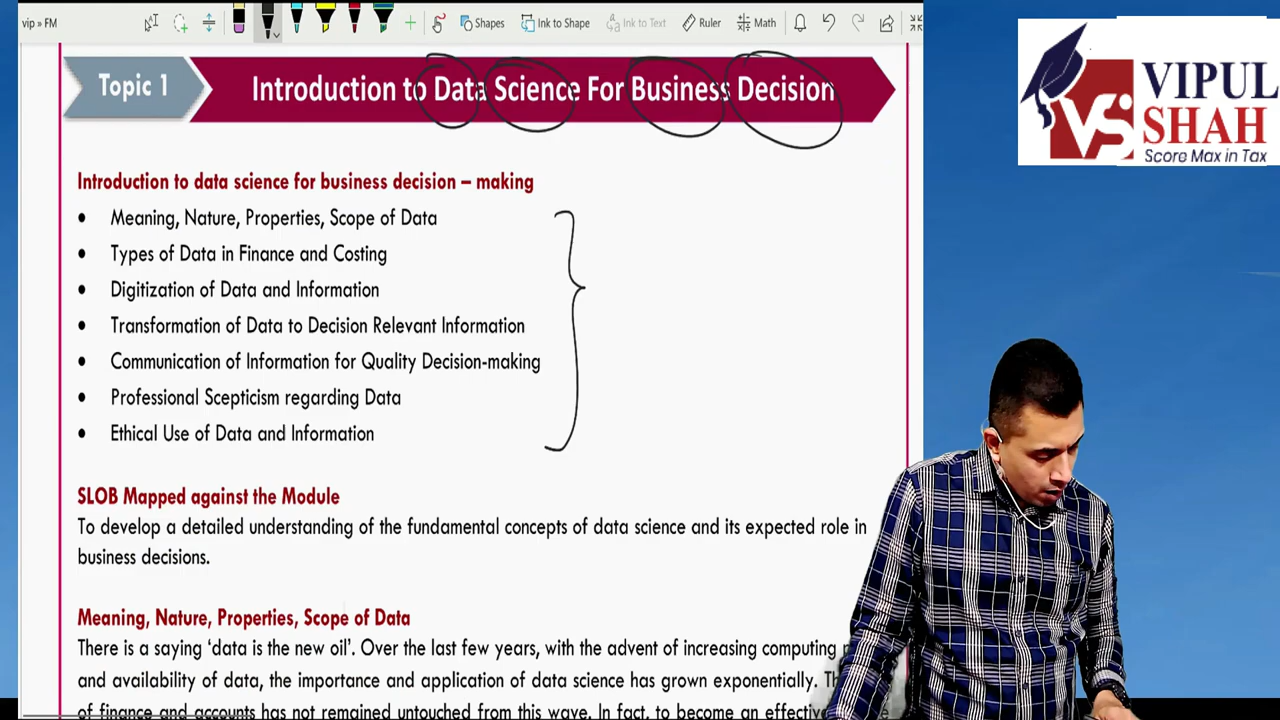 vip » FM
Shapes
Ink to Shape
Ink to Text
Ruler
Math
VIPUL
SHAH
VS
Score Max in Tax
Topic 1
Introduction to Data Science For Business Decision
Introduction to data science for business decision – making
• Meaning, Nature, Properties, Scope of Data
• Types of Data in Finance and Costing
• Digitization of Data and Information
• Transformation of Data to Decision Relevant Information
• Communication of Information for Quality Decision-making
• Professional Scepticism regarding Data
• Ethical Use of Data and Information
SLOB Mapped against the Module
To develop a detailed understanding of the fundamental concepts of data science and its expected role in
business decisions.
Meaning, Nature, Properties, Scope of Data
There is a saying ‘data is the new oil’. Over the last few years, with the advent of increasing computing
and availability of data, the importance and application of data science has grown exponentially.
of finance and accounts has not remained untouched from this wave. In fact, to become an effective